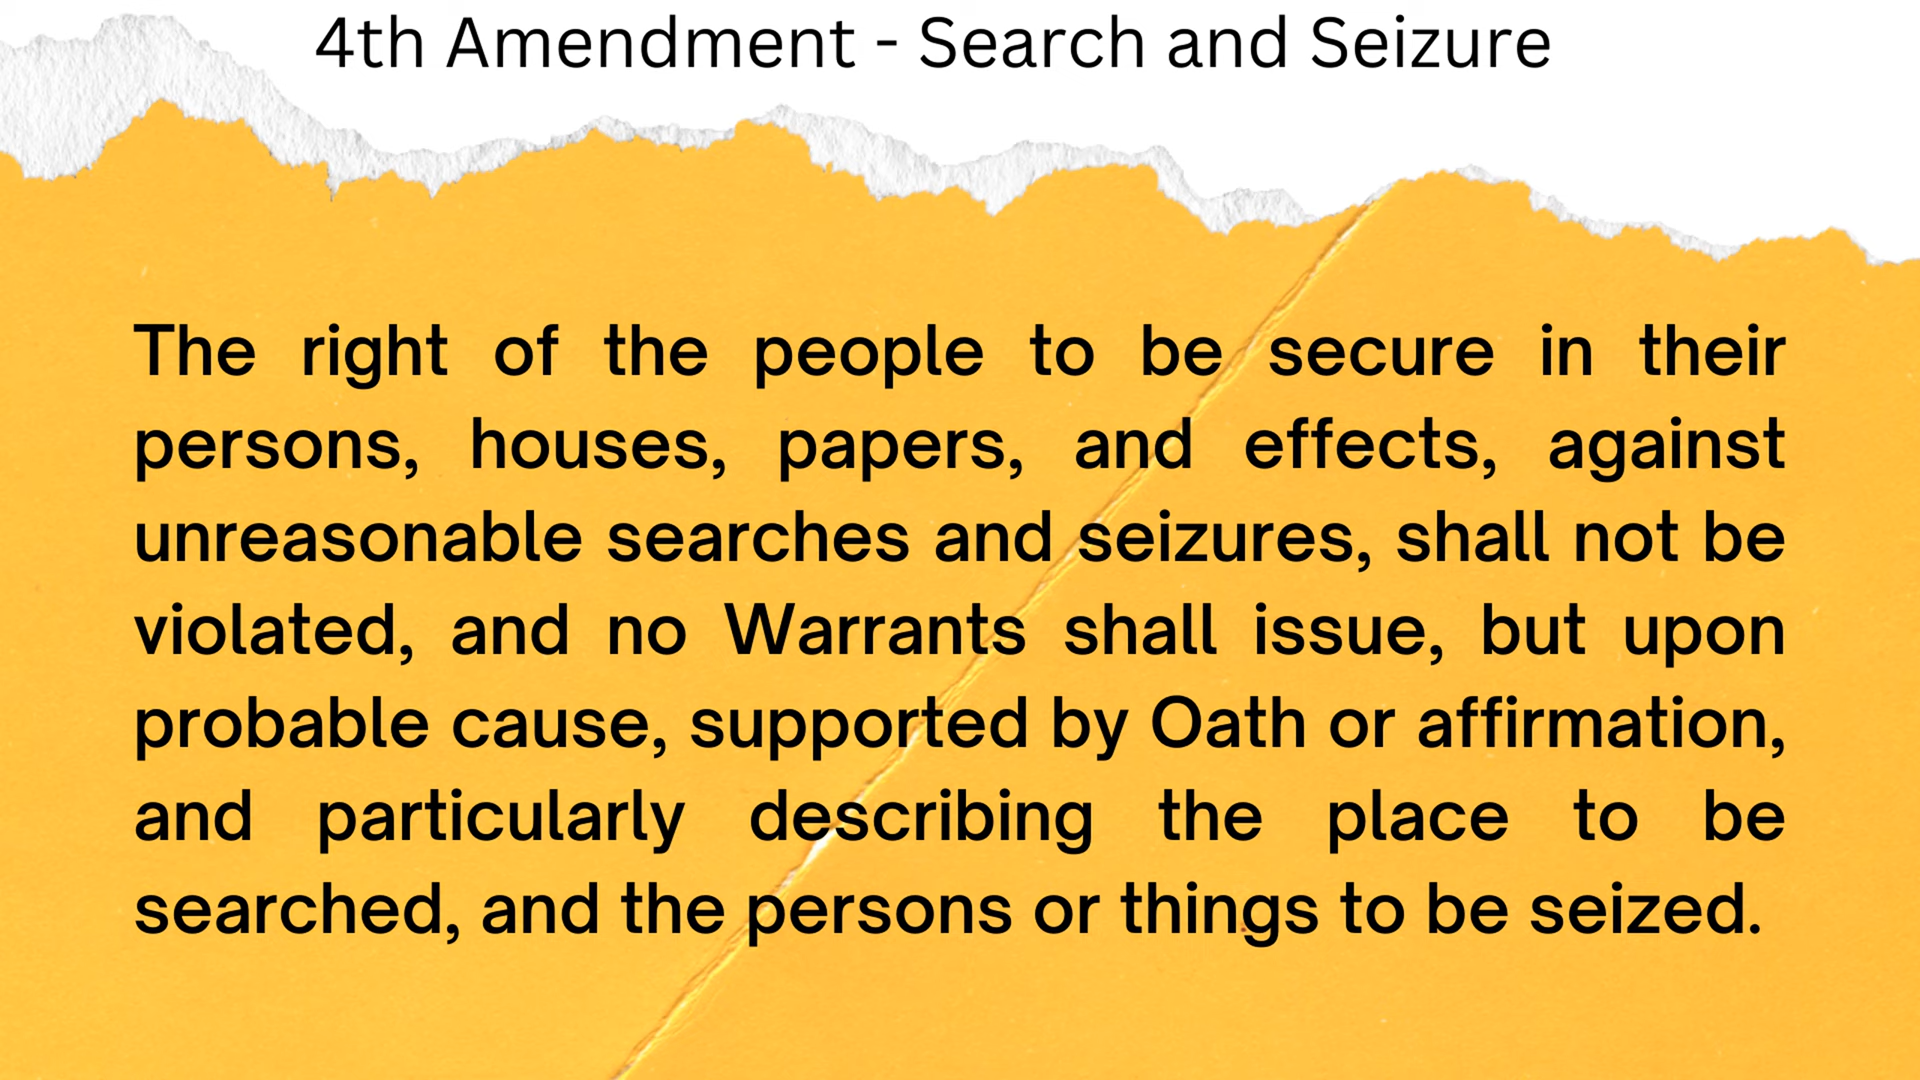 4th Amendment - Search and Seizure
The right of the people to be secure in their
persons, houses, papers, and effects, against
unreasonable searches and seizures, shall not be
violated, and no Warrants shall issue, but upon
probable cause, supported by Oath or affirmation,
and particularly describing the place to be
searched, and the persons or things to be seized.